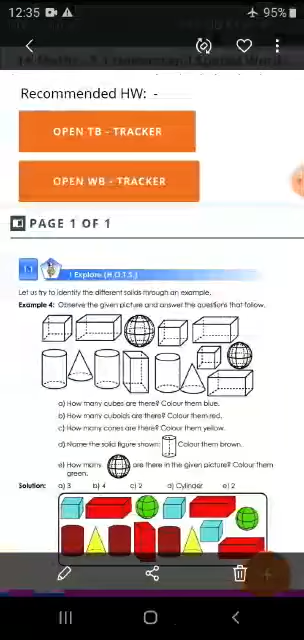 12:35
95%
Recommended HW: -
OPEN TB - TRACKER
OPEN WB - TRACKER
PAGE 1 OF 1
1.1
I Explore (H.O.T.S.)
Let us try to identify the different solids through an example.
Example 4: Observe the given picture and answer the questions that follow.
a) How many cubes are there? Colour them blue.
b) How many cuboids are there? Colour them red.
c) How many cones are there? Colour them yellow.
d) Name the solid figure shown: Colour them brown.
e) How many are there in the given picture? Colour them
green.
Solution: a) 3 b) 4 c) 2 d) Cylinder e) 2